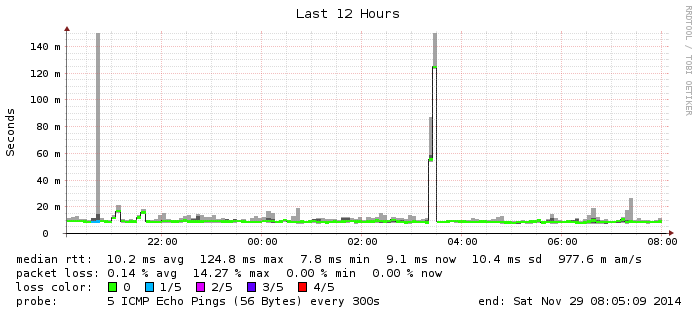 Last 12 Hours
RRDTOOL / TOBI OETIKER
Seconds
140 m
120 m
100 m
80 m
60 m
40 m
20 m
0
22:00 00:00 02:00 04:00 06:00 08:00
median rtt: 10.2 ms avg 124.8 ms max 7.8 ms min 9.1 ms now 10.4 ms sd 977.6 m am/s
packet loss: 0.14 % avg 14.27 % max 0.00 % min 0.00 % now
loss color: 0 1/5 2/5 3/5 4/5
probe: 5 ICMP Echo Pings (56 Bytes) every 300s end: Sat Nov 29 08:05:09 2014